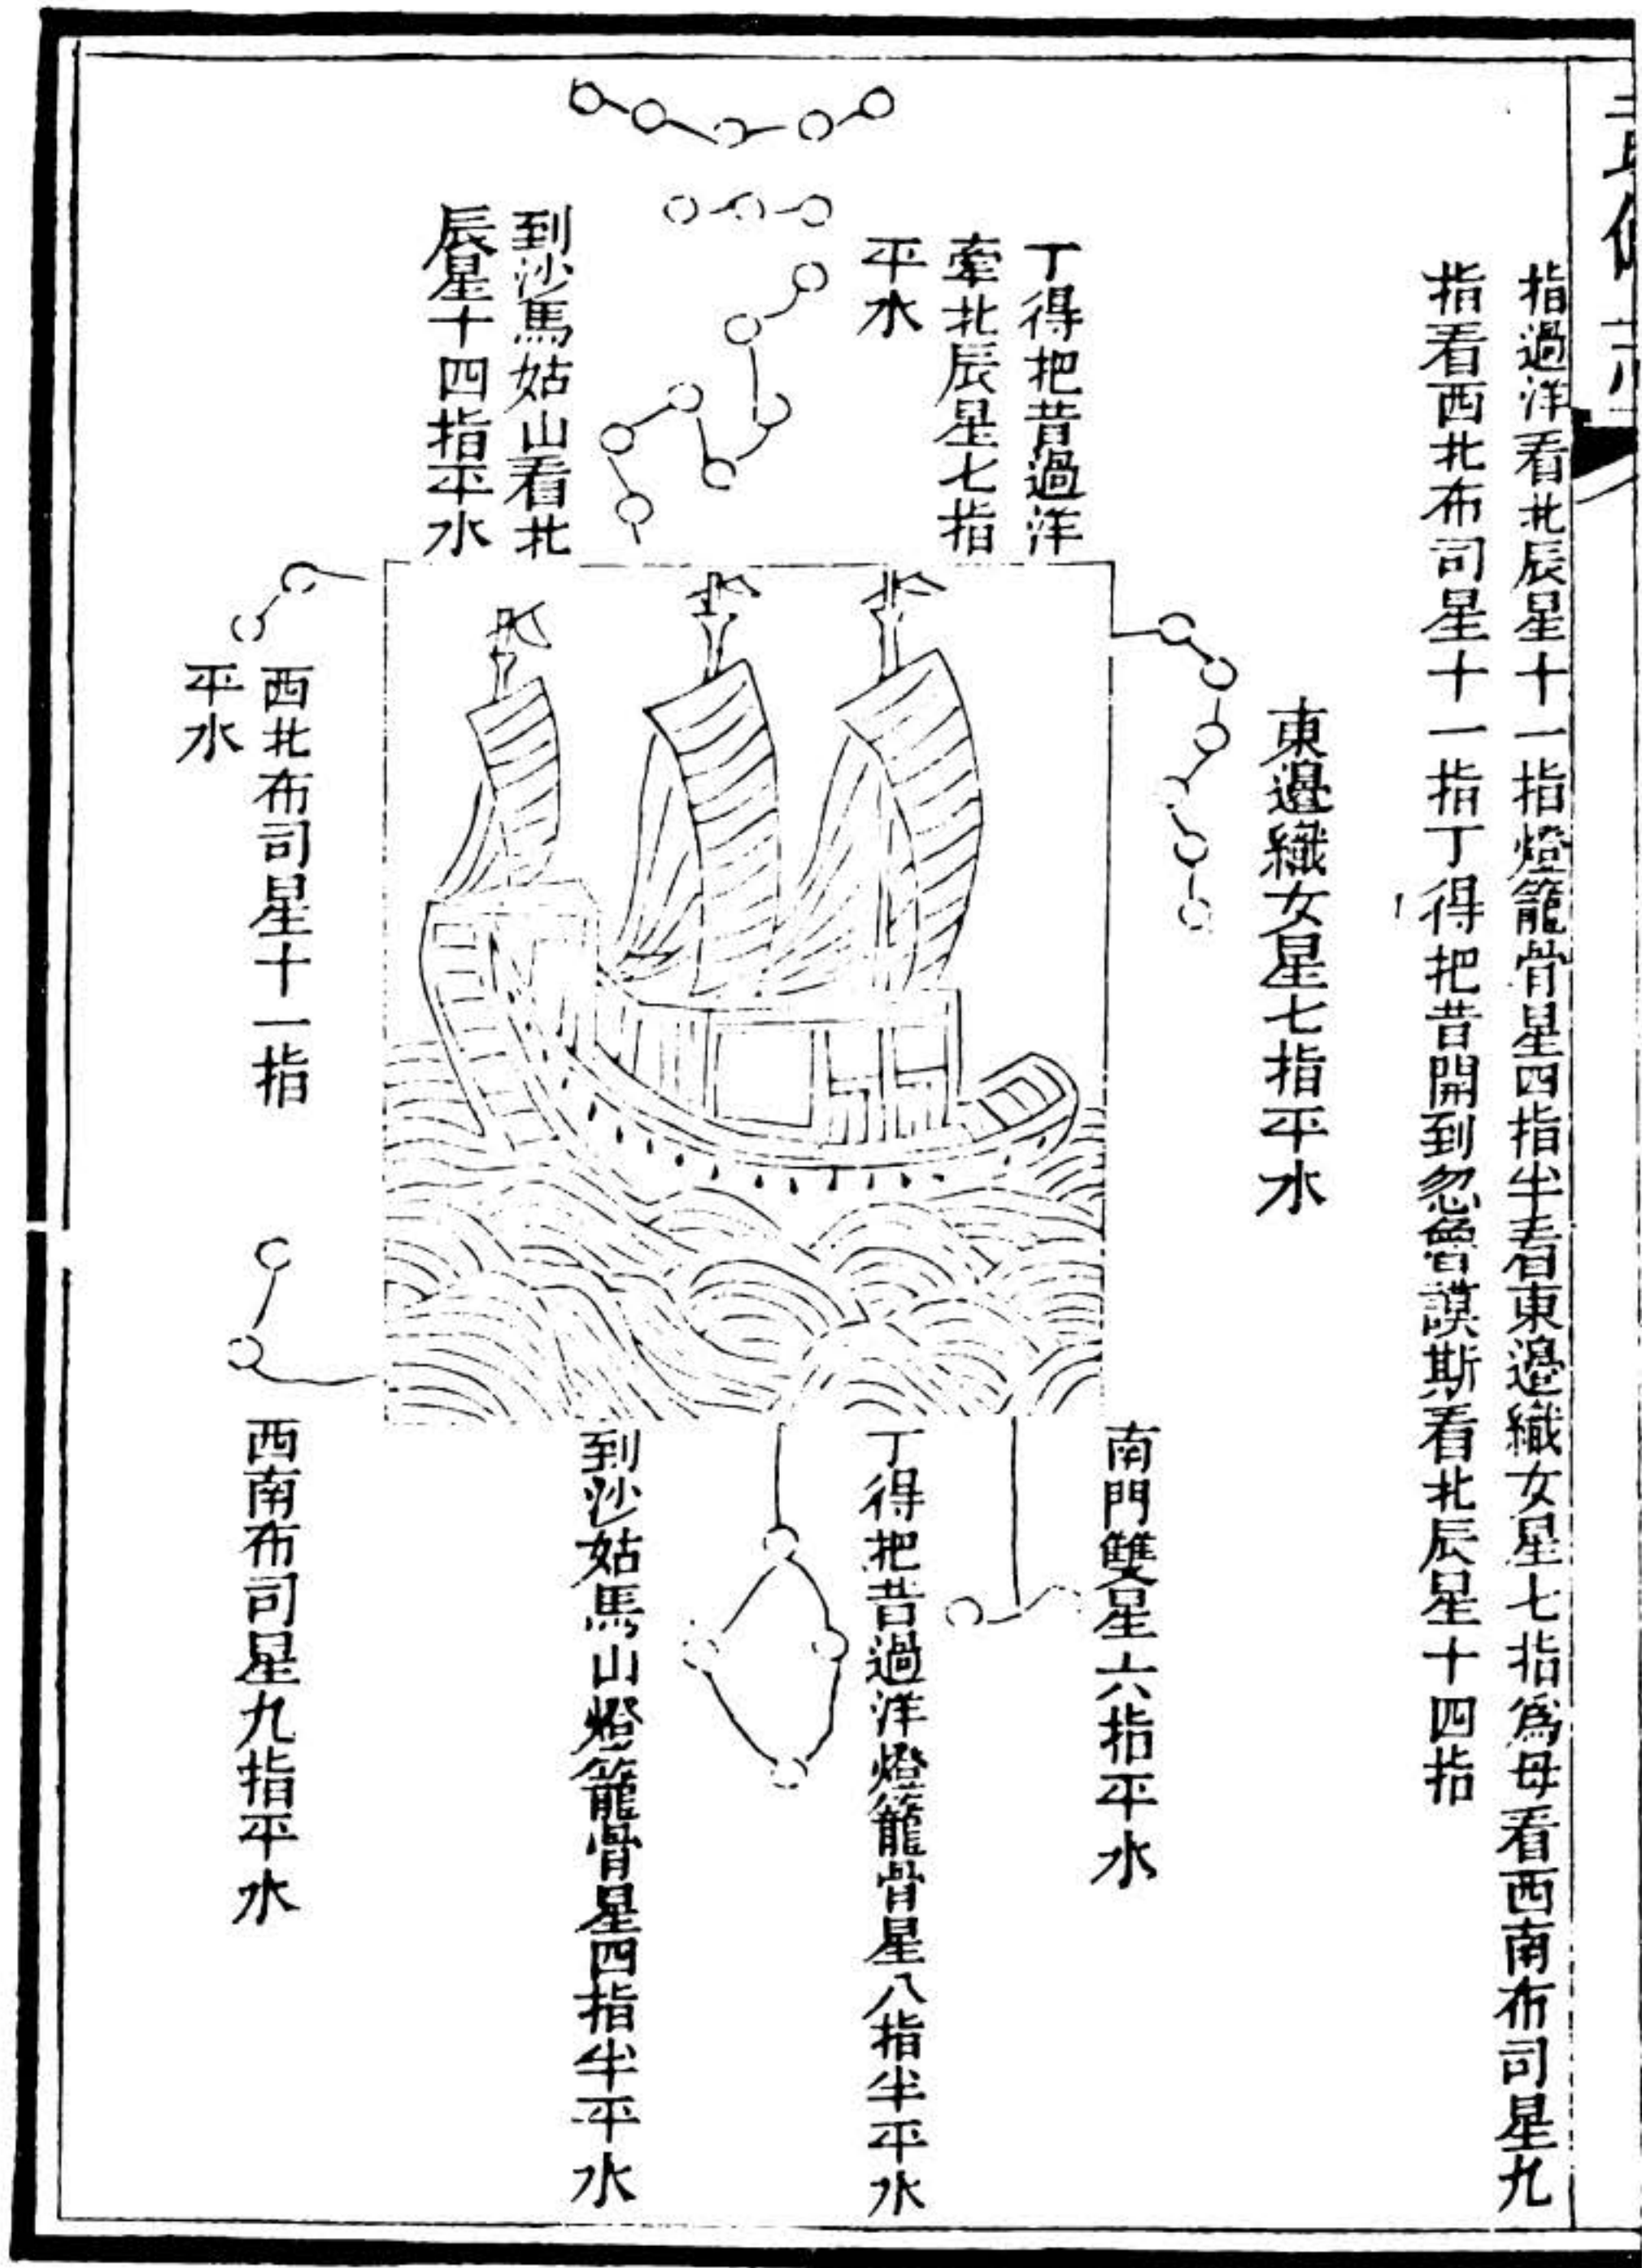 指過洋看北辰星十一指燈籠骨星四指半看東邊織女星七指為母看西南布司星九
指看西北布司星十一指丁得把昔開到忽魯謨斯看北辰星十四指
東邊織女星七指平水
丁得把昔過洋
牽北辰星七指
平水
到沙馬姑山看北
辰星十四指平水
西北布司星十一指
平水
南門雙星六指平水
丁得把昔過洋燈籠骨星八指半平水
到沙姑馬山燈籠骨星四指半平水
西南布司星九指平水